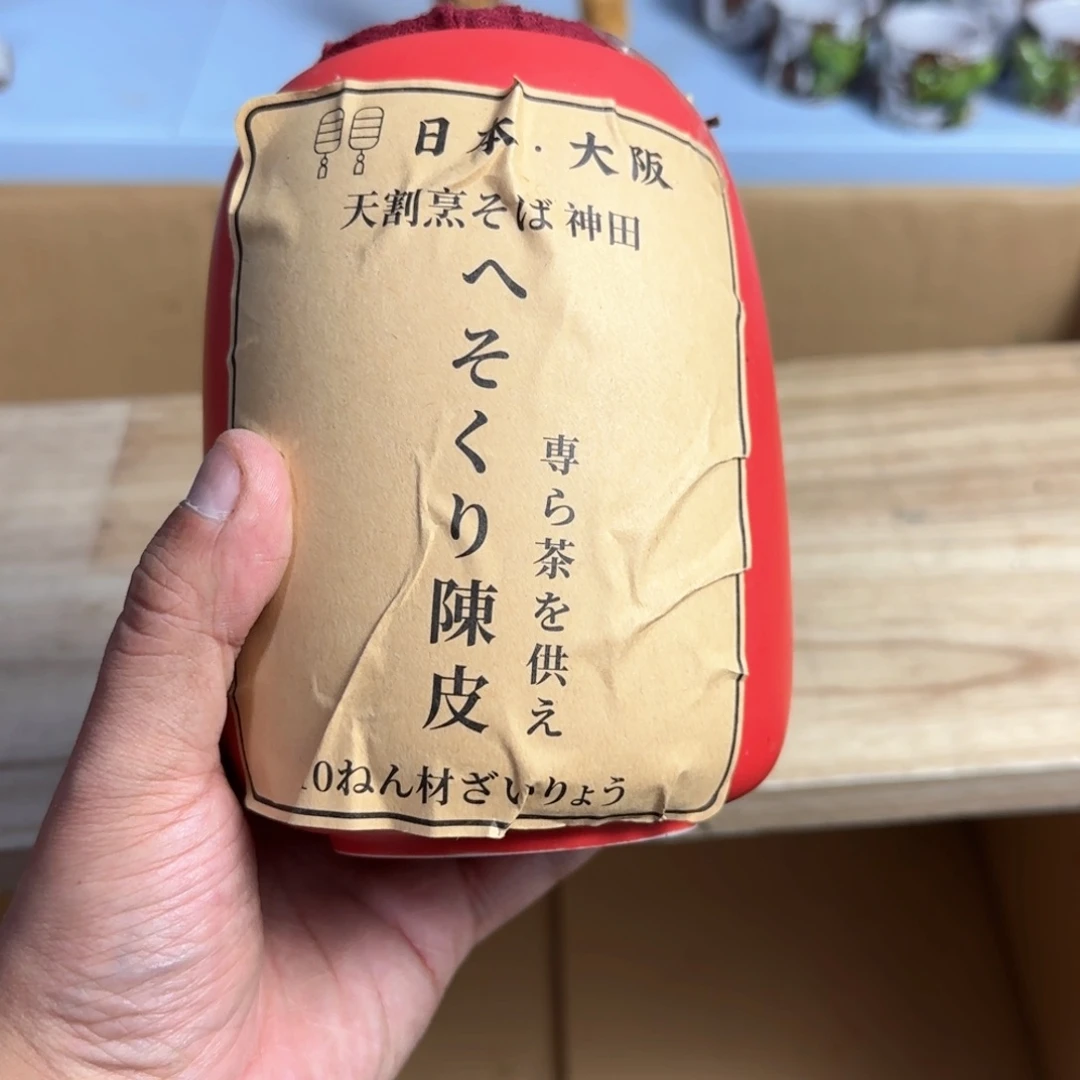 日本·大阪
天割烹そば神田
へそくり陳皮
専ら茶を供え
10ねん材ざいりょう